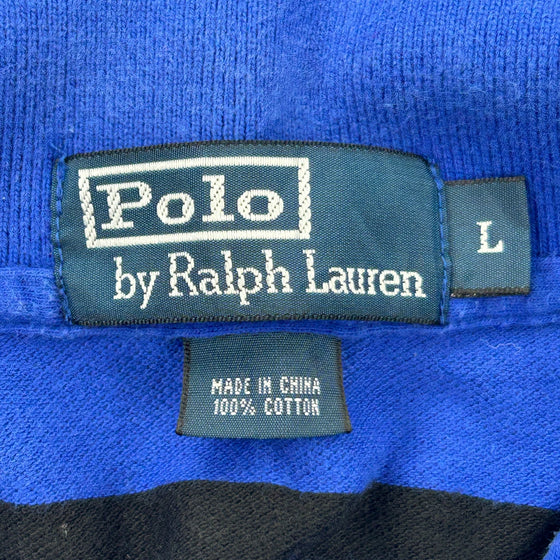 Polo
by Ralph Lauren
L
MADE IN CHINA
100% COTTON